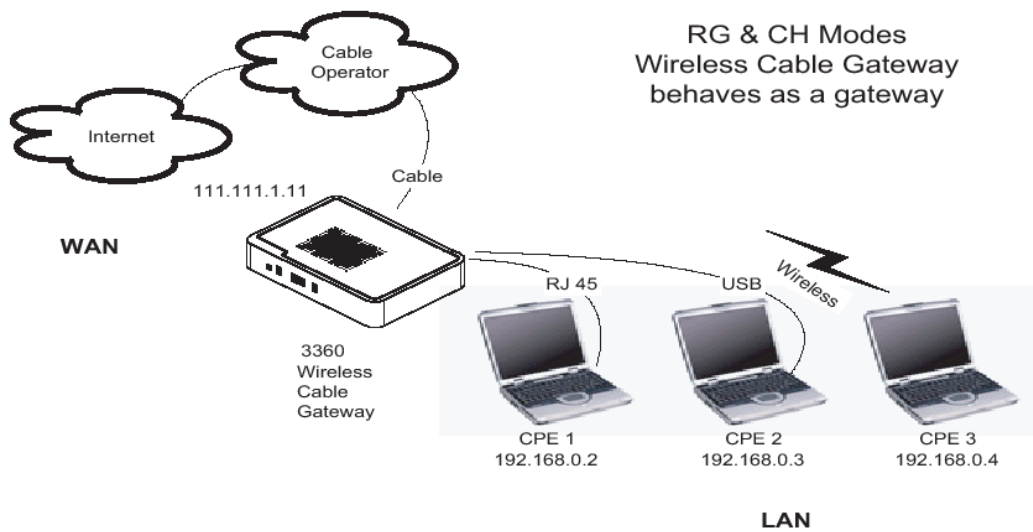 RG & CH Modes
Wireless Cable Gateway
behaves as a gateway
Cable
Operator
Internet
Cable
111.111.1.11
WAN
RJ 45
USB
Wireless
3360
Wireless
Cable
Gateway
CPE 1
192.168.0.2
CPE 2
192.168.0.3
CPE 3
192.168.0.4
LAN